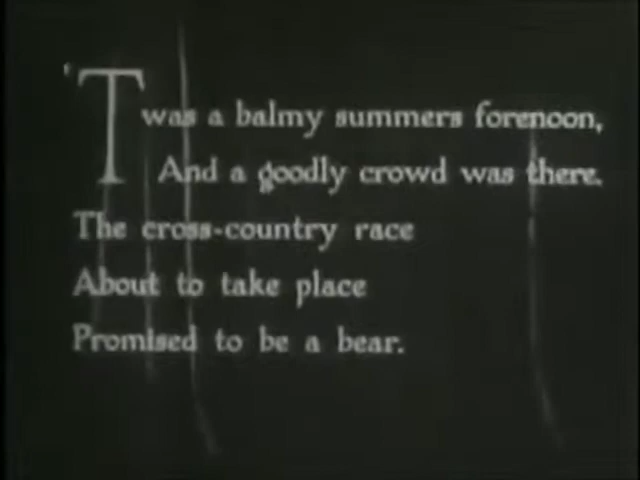 'Twas a balmy summers forenoon,
And a goodly crowd was there.
The cross-country race
About to take place
Promised to be a bear.